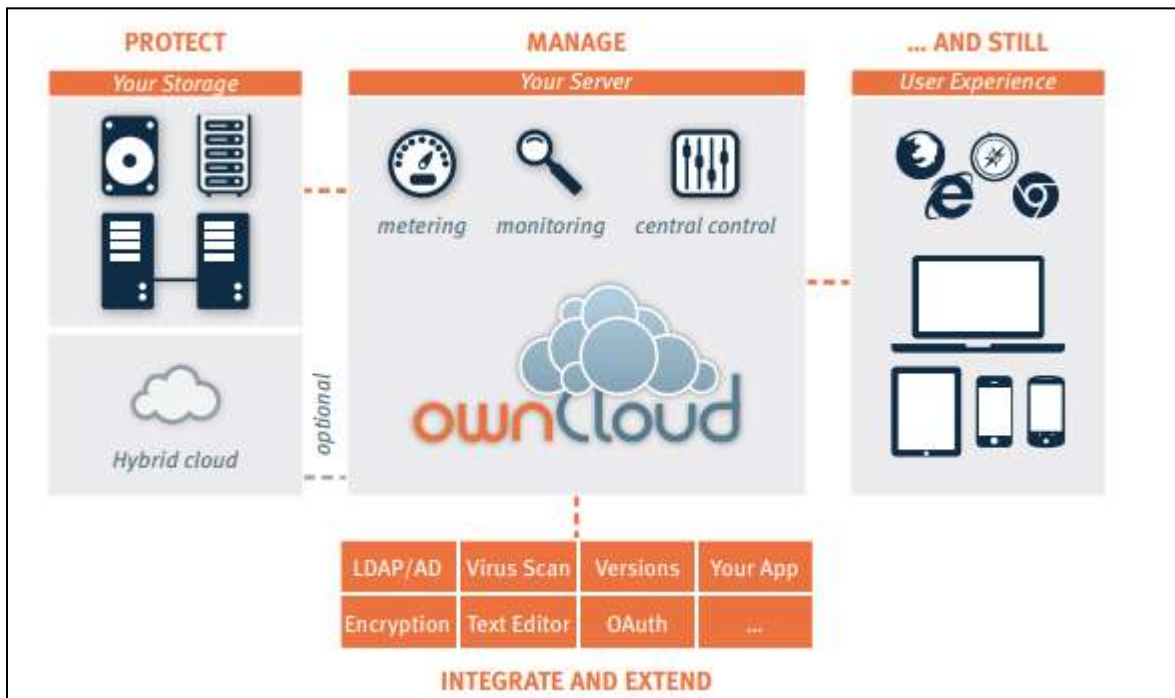 PROTECT
Your Storage
Hybrid cloud
optional
MANAGE
Your Server
metering monitoring central control
ownCloud
... AND STILL
User Experience
LDAP/AD Virus Scan Versions Your App
Encryption Text Editor OAuth ...
INTEGRATE AND EXTEND